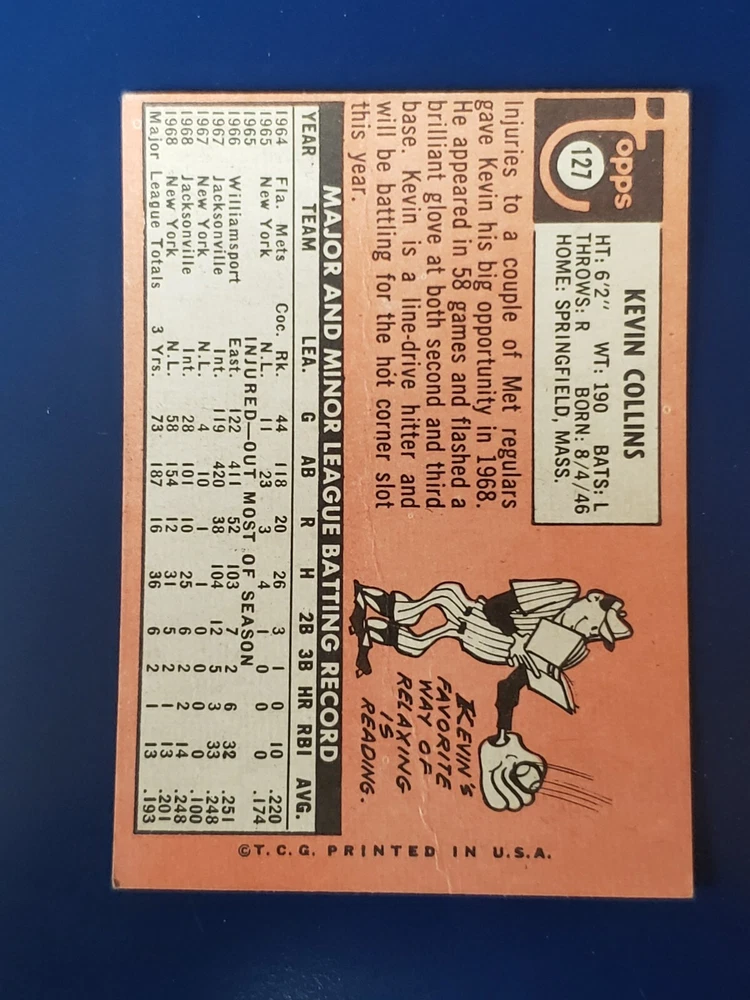 Topps
127
KEVIN COLLINS
HT: 6'2" WT: 190 BATS: L
THROWS: R BORN: 8/4/46
HOME: SPRINGFIELD, MASS.
Injuries to a couple of Met regulars
gave Kevin his big opportunity in 1968.
He appeared in 58 games and flashed a
brilliant glove at both second and third
base. Kevin is a line-drive hitter and
will be battling for the hot corner slot
this year.
KEVIN'S
FAVORITE
WAY OF
RELAXING
IS
READING.
MAJOR AND MINOR LEAGUE BATTING RECORD
YEAR TEAM LEA. G AB R H 2B 3B HR RBI AVG.
1964 Fla. Mets Coc. Rk. 44 118 20 26 3 1 0 10 .220
1965 New York N.L. 11 23 3 4 1 0 0 0 .174
1965 INJURED—OUT MOST OF SEASON
1966 Williamsport East. 122 411 52 103 7 2 6 32 .251
1967 Jacksonville Int. 119 420 38 104 12 5 3 33 .248
1967 New York N.L. 4 10 1 1 0 0 0 0 .100
1968 Jacksonville Int. 28 101 10 25 6 2 2 14 .248
1968 New York N.L. 58 154 12 31 5 2 1 13 .201
Major League Totals 3 Yrs. 73 187 16 36 6 2 1 13 .193
©T.C.G. PRINTED IN U.S.A.